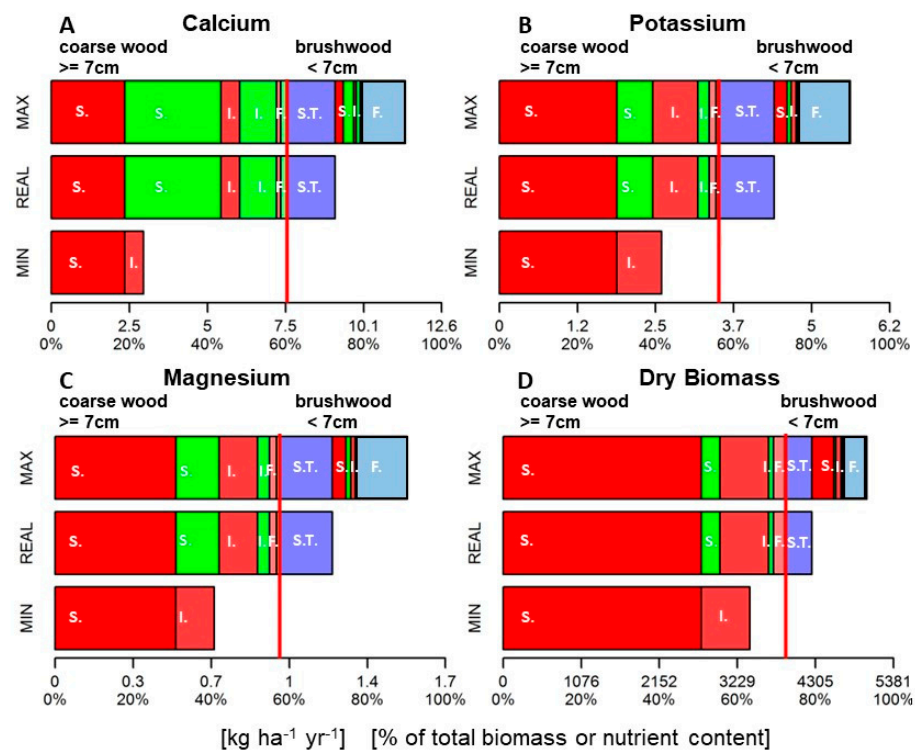 A Calcium
coarse wood brushwood
>= 7cm < 7cm
MAX S. S. I. I. F. S.T. S. I. F.
REAL S. S. I. I. F. S.T.
MIN S. I.
0 2.5 5 7.5 10.1 12.6
0% 20% 40% 60% 80% 100%
B Potassium
coarse wood brushwood
>= 7cm < 7cm
MAX S. S. I. I. F. S.T. S. I. F.
REAL S. S. I. I. F. S.T.
MIN S. I.
0 1.2 2.5 3.7 5 6.2
0% 20% 40% 60% 80% 100%
C Magnesium
coarse wood brushwood
>= 7cm < 7cm
MAX S. S. I. I. F. S.T. S. I. F.
REAL S. S. I. I. F. S.T.
MIN S. I.
0 0.3 0.7 1 1.4 1.7
0% 20% 40% 60% 80% 100%
D Dry Biomass
coarse wood brushwood
>= 7cm < 7cm
MAX S. S. I. I. F. S.T. S. I. F.
REAL S. S. I. I. F. S.T.
MIN S. I.
0 1076 2152 3229 4305 5381
0% 20% 40% 60% 80% 100%
[kg ha⁻¹ yr⁻¹] [% of total biomass or nutrient content]